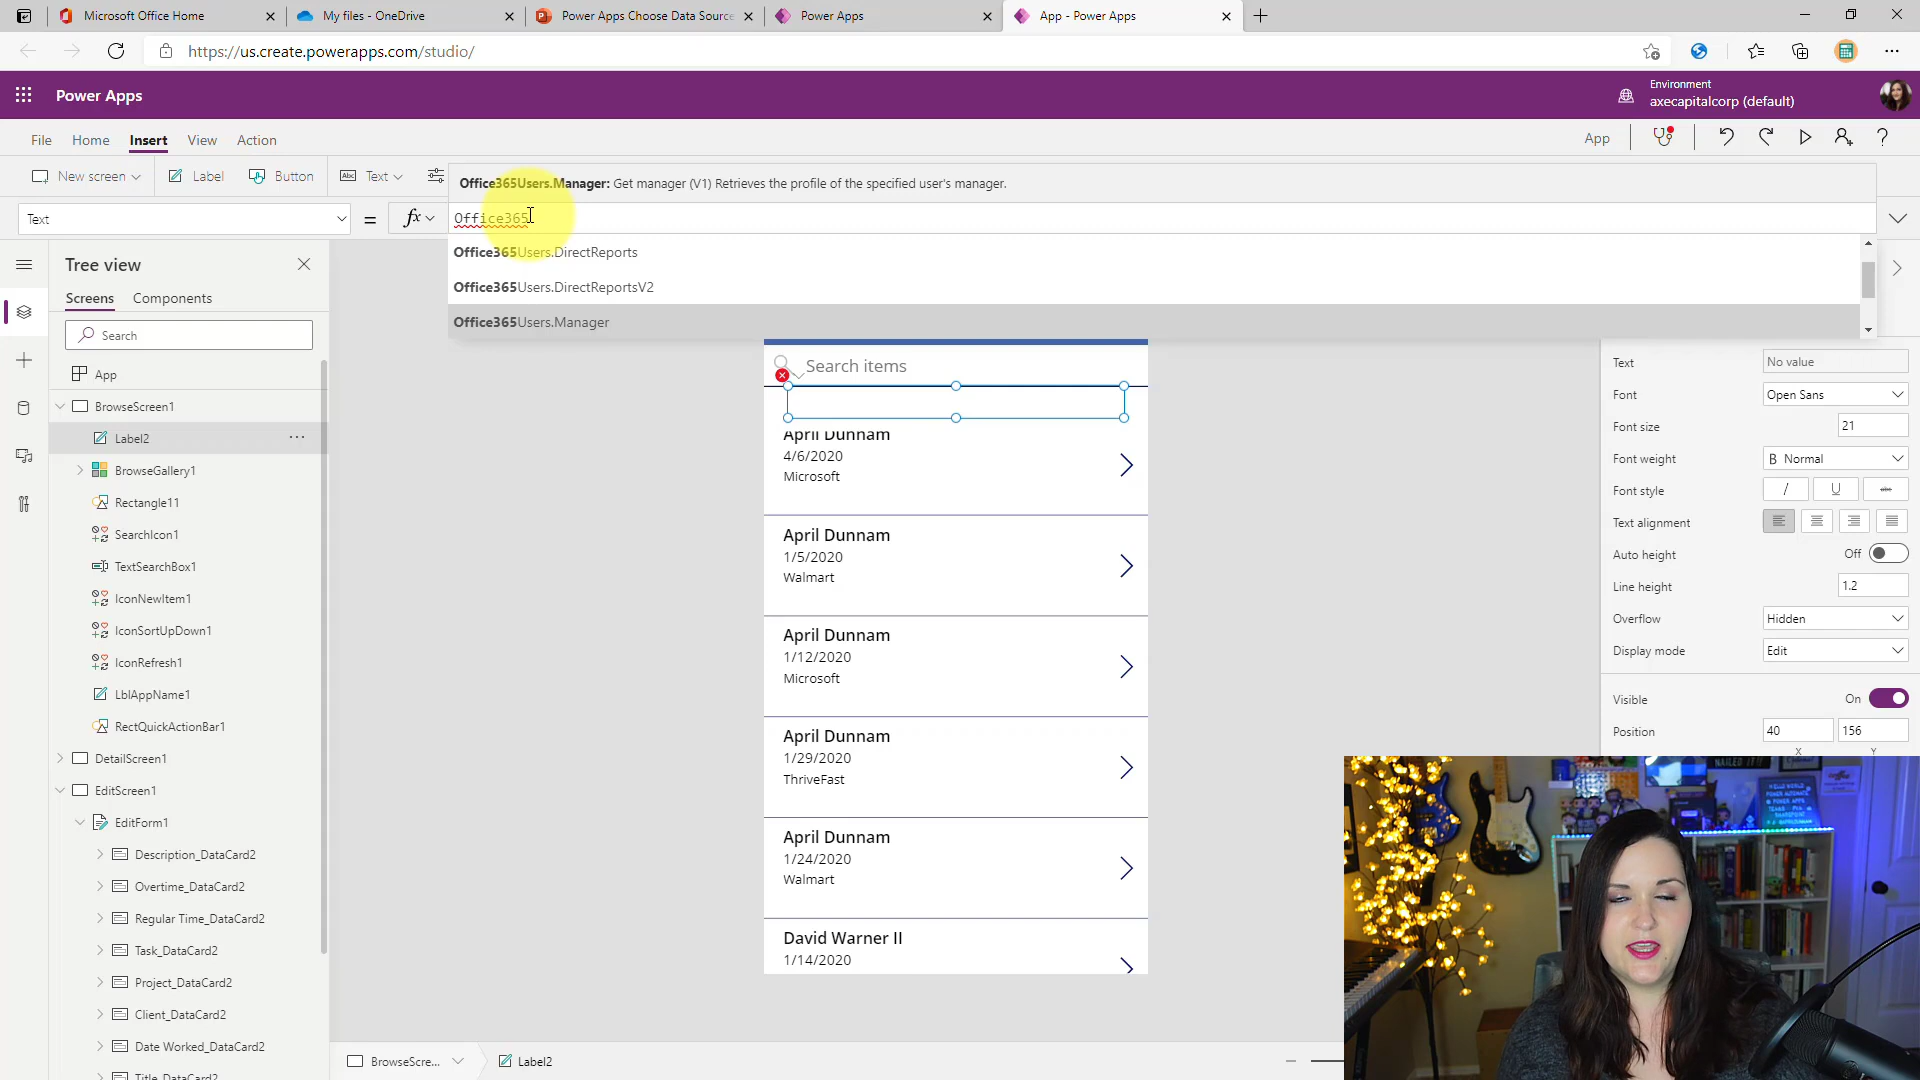 Microsoft Office Home
My files - OneDrive
Power Apps Choose Data Source
Power Apps
App - Power Apps
https://us.create.powerapps.com/studio/
Power Apps
Environment
axecapitalcorp (default)
File
Home
Insert
View
Action
App
New screen
Label
Button
Abc
Text
Office365Users.Manager: Get manager (V1) Retrieves the profile of the specified user's manager.
Text
=
fx
Office365
Office365Users.DirectReports
Office365Users.DirectReportsV2
Office365Users.Manager
Tree view
Screens
Components
Search
App
BrowseScreen1
Label2
BrowseGallery1
Rectangle11
SearchIcon1
TextSearchBox1
IconNewItem1
IconSortUpDown1
IconRefresh1
LblAppName1
RectQuickActionBar1
DetailScreen1
EditScreen1
EditForm1
Description_DataCard2
Overtime_DataCard2
Regular Time_DataCard2
Task_DataCard2
Project_DataCard2
Client_DataCard2
Date Worked_DataCard2
Title_DataCard2
Search items
April Dunnam
4/6/2020
Microsoft
April Dunnam
1/5/2020
Walmart
April Dunnam
1/12/2020
Microsoft
April Dunnam
1/29/2020
ThriveFast
April Dunnam
1/24/2020
Walmart
David Warner II
1/14/2020
Text
No value
Font
Open Sans
Font size
21
Font weight
B Normal
Font style
/
U
Text alignment
Auto height
Off
Line height
1.2
Overflow
Hidden
Display mode
Edit
Visible
On
Position
40
156
X
Y
BrowseScre...
Label2